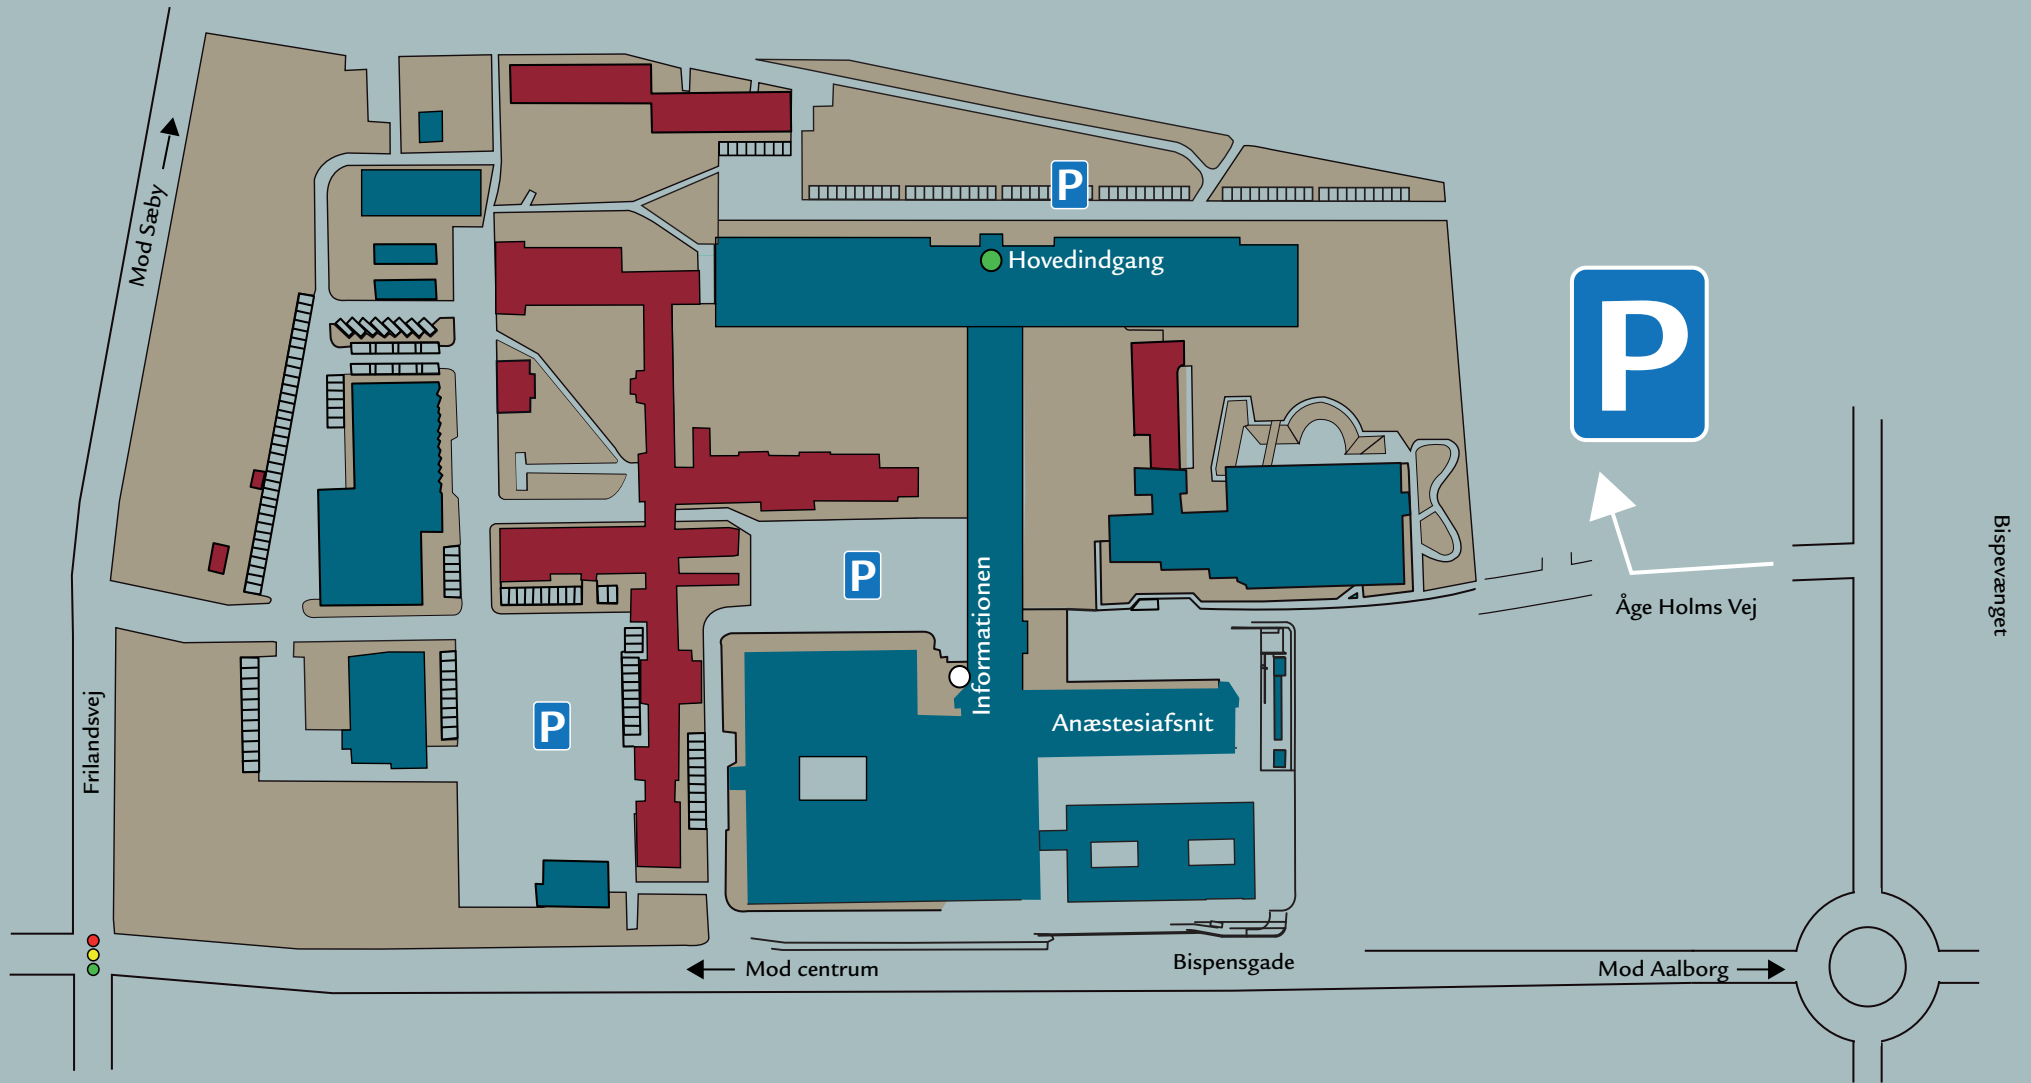 P
Hovedindgang
Mod Sæby
P
P
Informationen
Bispevænget
Åge Holms Vej
P
Anæstesiafsnit
Frilandsvej
Mod centrum
Bispensgade
Mod Aalborg